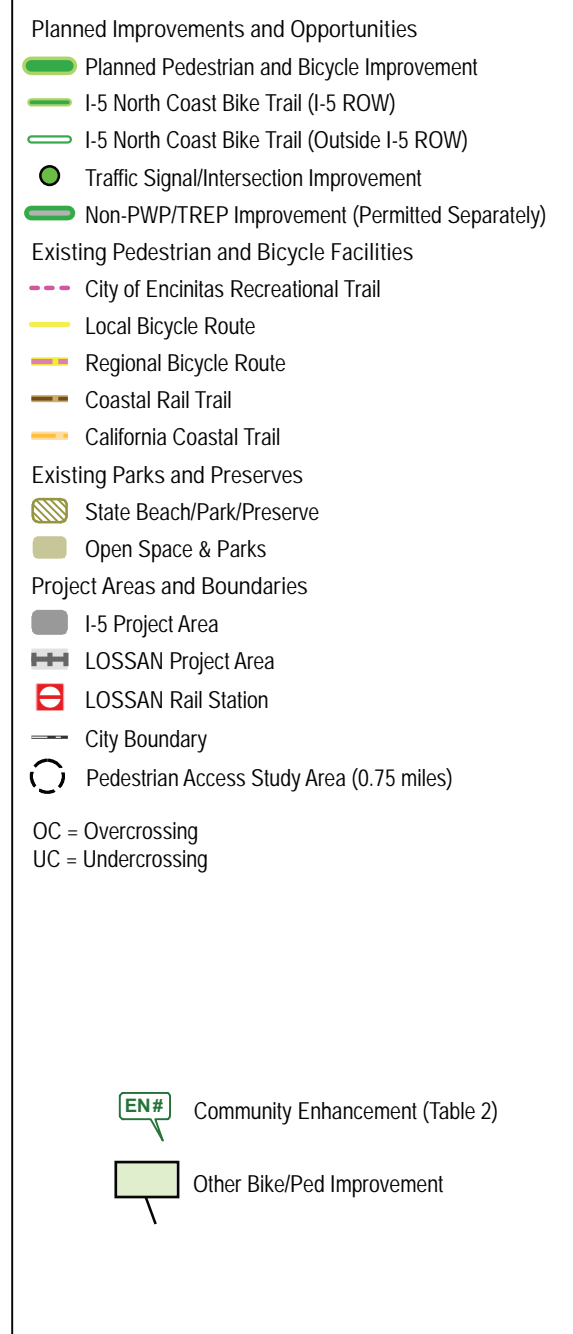 Planned Improvements and Opportunities
Planned Pedestrian and Bicycle Improvement
I-5 North Coast Bike Trail (I-5 ROW)
I-5 North Coast Bike Trail (Outside I-5 ROW)
Traffic Signal/Intersection Improvement
Non-PWP/TREP Improvement (Permitted Separately)
Existing Pedestrian and Bicycle Facilities
City of Encinitas Recreational Trail
Local Bicycle Route
Regional Bicycle Route
Coastal Rail Trail
California Coastal Trail
Existing Parks and Preserves
State Beach/Park/Preserve
Open Space & Parks
Project Areas and Boundaries
I-5 Project Area
LOSSAN Project Area
LOSSAN Rail Station
City Boundary
Pedestrian Access Study Area (0.75 miles)
OC = Overcrossing
UC = Undercrossing
EN# Community Enhancement (Table 2)
Other Bike/Ped Improvement